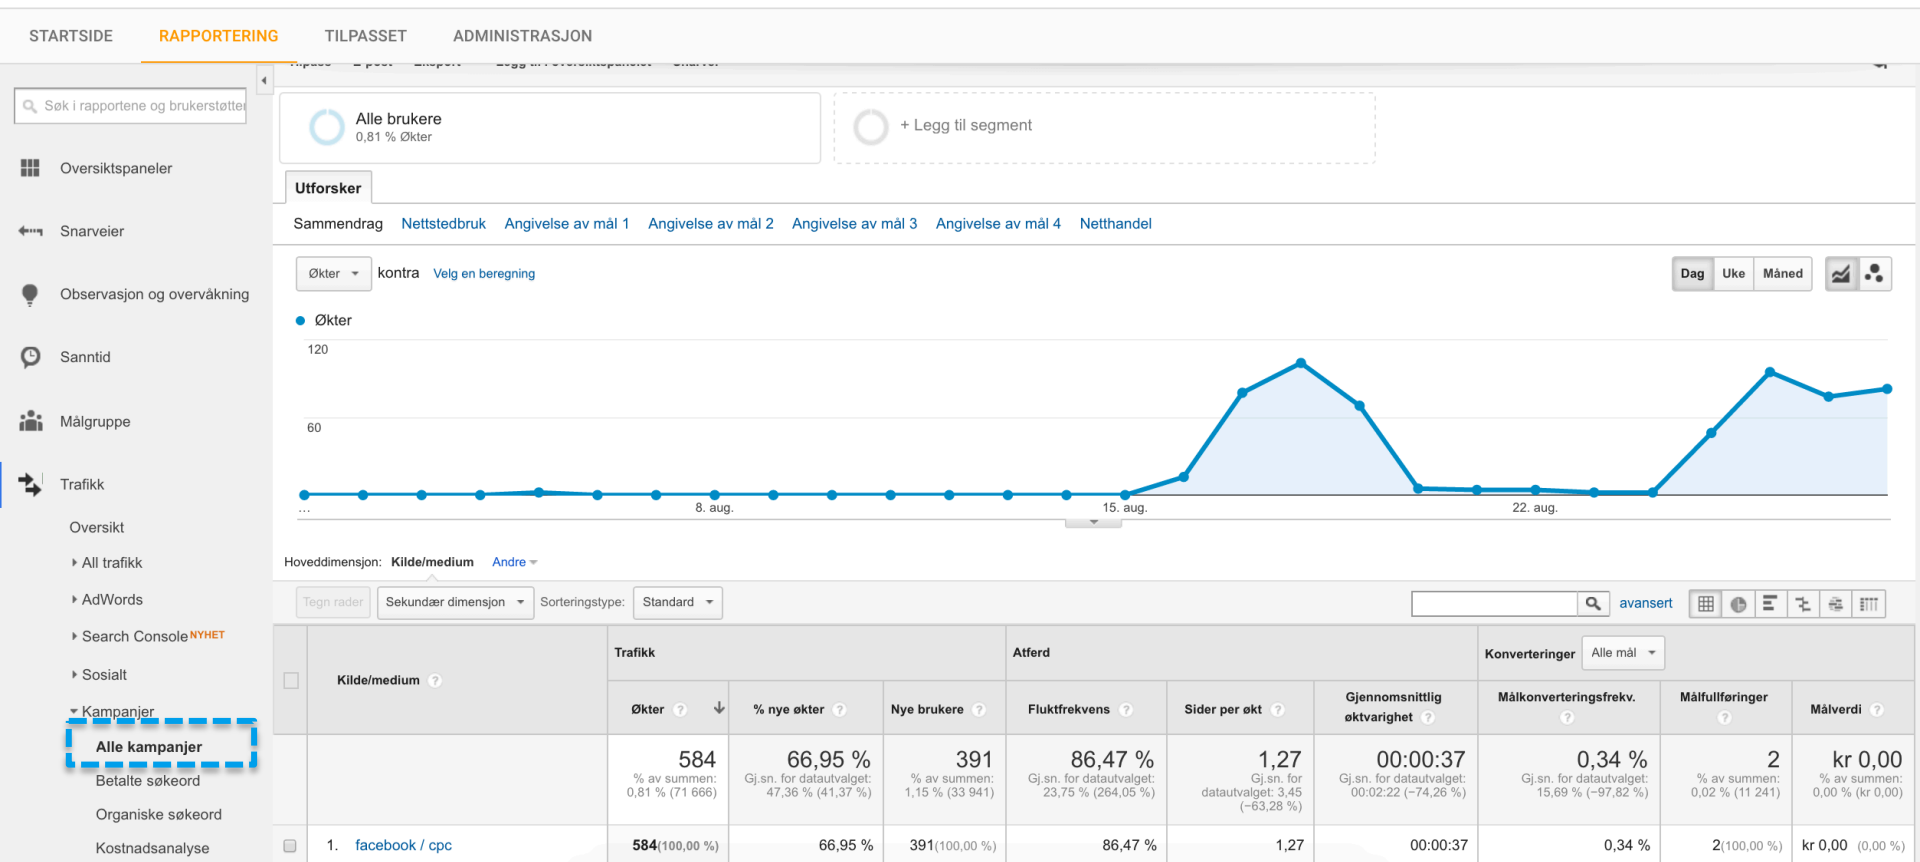 STARTSIDE RAPPORTERING TILPASSET ADMINISTRASJON
Tilpass E-post Eksport Legg til i oversiktspanelet Snarvei
Søk i rapportene og brukerstøtter
Alle brukere
0,81 % Økter
+ Legg til segment
Oversiktspaneler
Snarveier
Observasjon og overvåkning
Sanntid
Målgruppe
Trafikk
Oversikt
All trafikk
AdWords
Search Console NYHET
Sosialt
Kampanjer
Alle kampanjer
Betalte søkeord
Organiske søkeord
Kostnadsanalyse
Utforsker
Sammendrag Nettstedbruk Angivelse av mål 1 Angivelse av mål 2 Angivelse av mål 3 Angivelse av mål 4 Netthandel
Økter kontra Velg en beregning
Dag Uke Måned
Økter
120
60
... 8. aug. 15. aug. 22. aug.
Hoveddimensjon: Kilde/medium Andre
Tegn rader Sekundær dimensjon Sorteringstype: Standard avansert
Kilde/medium ?
Trafikk Atferd Konverteringer Alle mål
Økter ? % nye økter ? Nye brukere ? Fluktfrekvens ? Sider per økt ? Gjennomsnittlig øktvarighet ? Målkonverteringsfrekv. ? Målfullføringer ? Målverdi ?
584 66,95 % 391 86,47 % 1,27 00:00:37 0,34 % 2 kr 0,00
% av summen: Gj.sn. for datautvalget: % av summen: Gj.sn. for datautvalget: Gj.sn. for Gj.sn. for datautvalget: Gj.sn. for datautvalget: % av summen: % av summen:
0,81 % (71 666) 47,36 % (41,37 %) 1,15 % (33 941) 23,75 % (264,05 %) datautvalget: 3,45 00:02:22 (−74,26 %) 15,69 % (−97,82 %) 0,02 % (11 241) 0,00 % (kr 0,00)
(−63,28 %)
1. facebook / cpc 584(100,00 %) 66,95 % 391(100,00 %) 86,47 % 1,27 00:00:37 0,34 % 2(100,00 %) kr 0,00 (0,00 %)